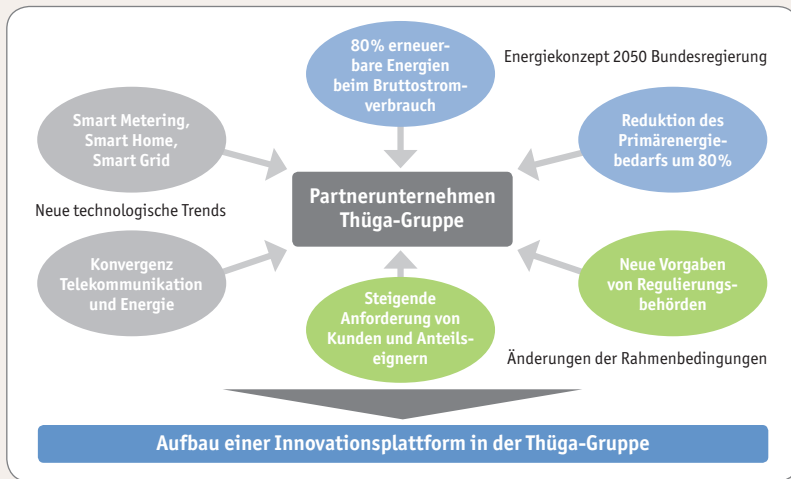 80% erneuer-
bare Energien
beim Bruttostrom-
verbrauch
Energiekonzept 2050 Bundesregierung
Smart Metering,
Smart Home,
Smart Grid
Reduktion des
Primärenergie-
bedarfs um 80%
Partnerunternehmen
Thüga-Gruppe
Neue technologische Trends
Konvergenz
Telekommunikation
und Energie
Steigende
Anforderung von
Kunden und Anteils-
eignern
Neue Vorgaben
von Regulierungs-
behörden
Änderungen der Rahmenbedingungen
Aufbau einer Innovationsplattform in der Thüga-Gruppe